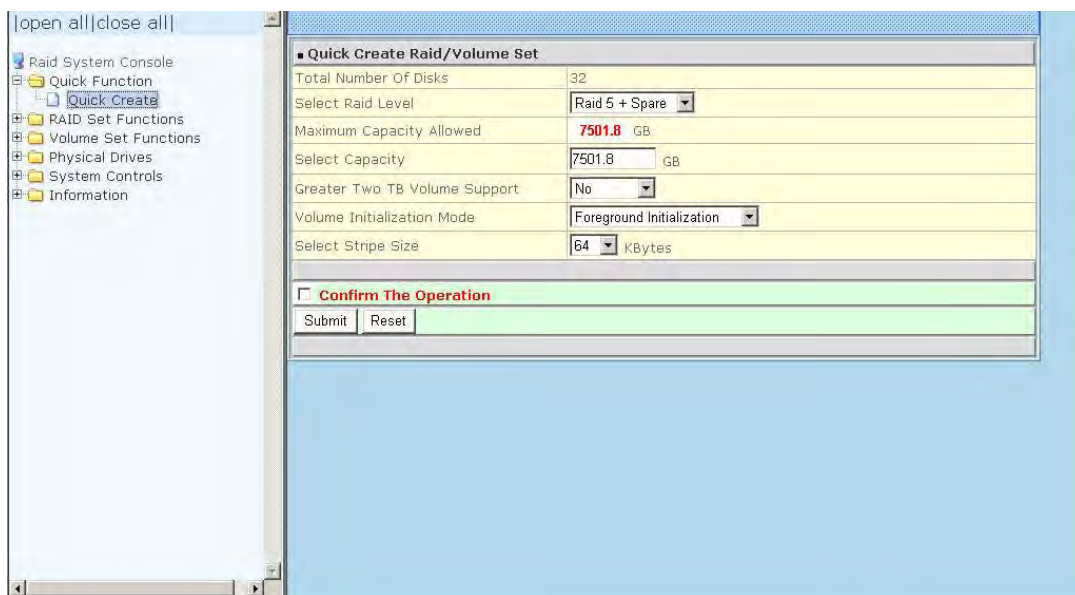 |open all|close all|
Raid System Console
Quick Function
Quick Create
RAID Set Functions
Volume Set Functions
Physical Drives
System Controls
Information
▪ Quick Create Raid/Volume Set
Total Number Of Disks 32
Select Raid Level Raid 5 + Spare
Maximum Capacity Allowed 7501.8 GB
Select Capacity 7501.8 GB
Greater Two TB Volume Support No
Volume Initialization Mode Foreground Initialization
Select Stripe Size 64 KBytes
Confirm The Operation
Submit Reset